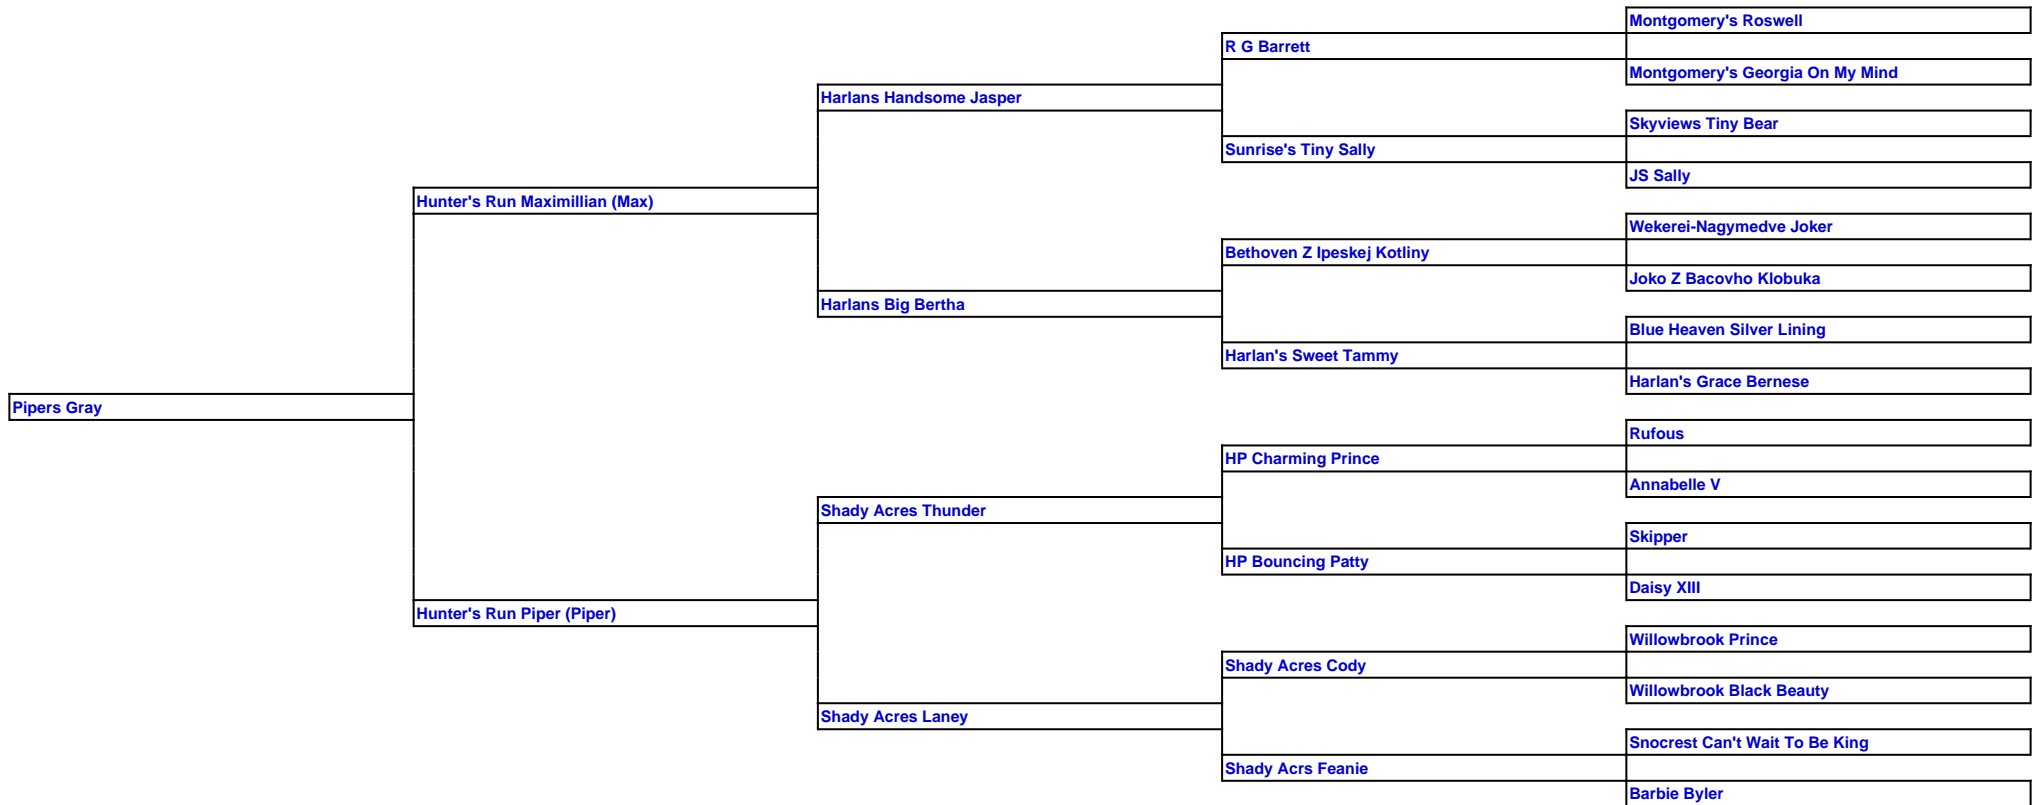 Montgomery's Roswell
R G Barrett
Montgomery's Georgia On My Mind
Harlans Handsome Jasper
Skyviews Tiny Bear
Sunrise's Tiny Sally
JS Sally
Hunter's Run Maximillian (Max)
Wekerei-Nagymedve Joker
Bethoven Z Ipeskej Kotliny
Joko Z Bacovho Klobuka
Harlans Big Bertha
Blue Heaven Silver Lining
Harlan's Sweet Tammy
Harlan's Grace Bernese
Pipers Gray
Rufous
HP Charming Prince
Annabelle V
Shady Acres Thunder
Skipper
HP Bouncing Patty
Daisy XIII
Hunter's Run Piper (Piper)
Willowbrook Prince
Shady Acres Cody
Willowbrook Black Beauty
Shady Acres Laney
Snocrest Can't Wait To Be King
Shady Acrs Feanie
Barbie Byler